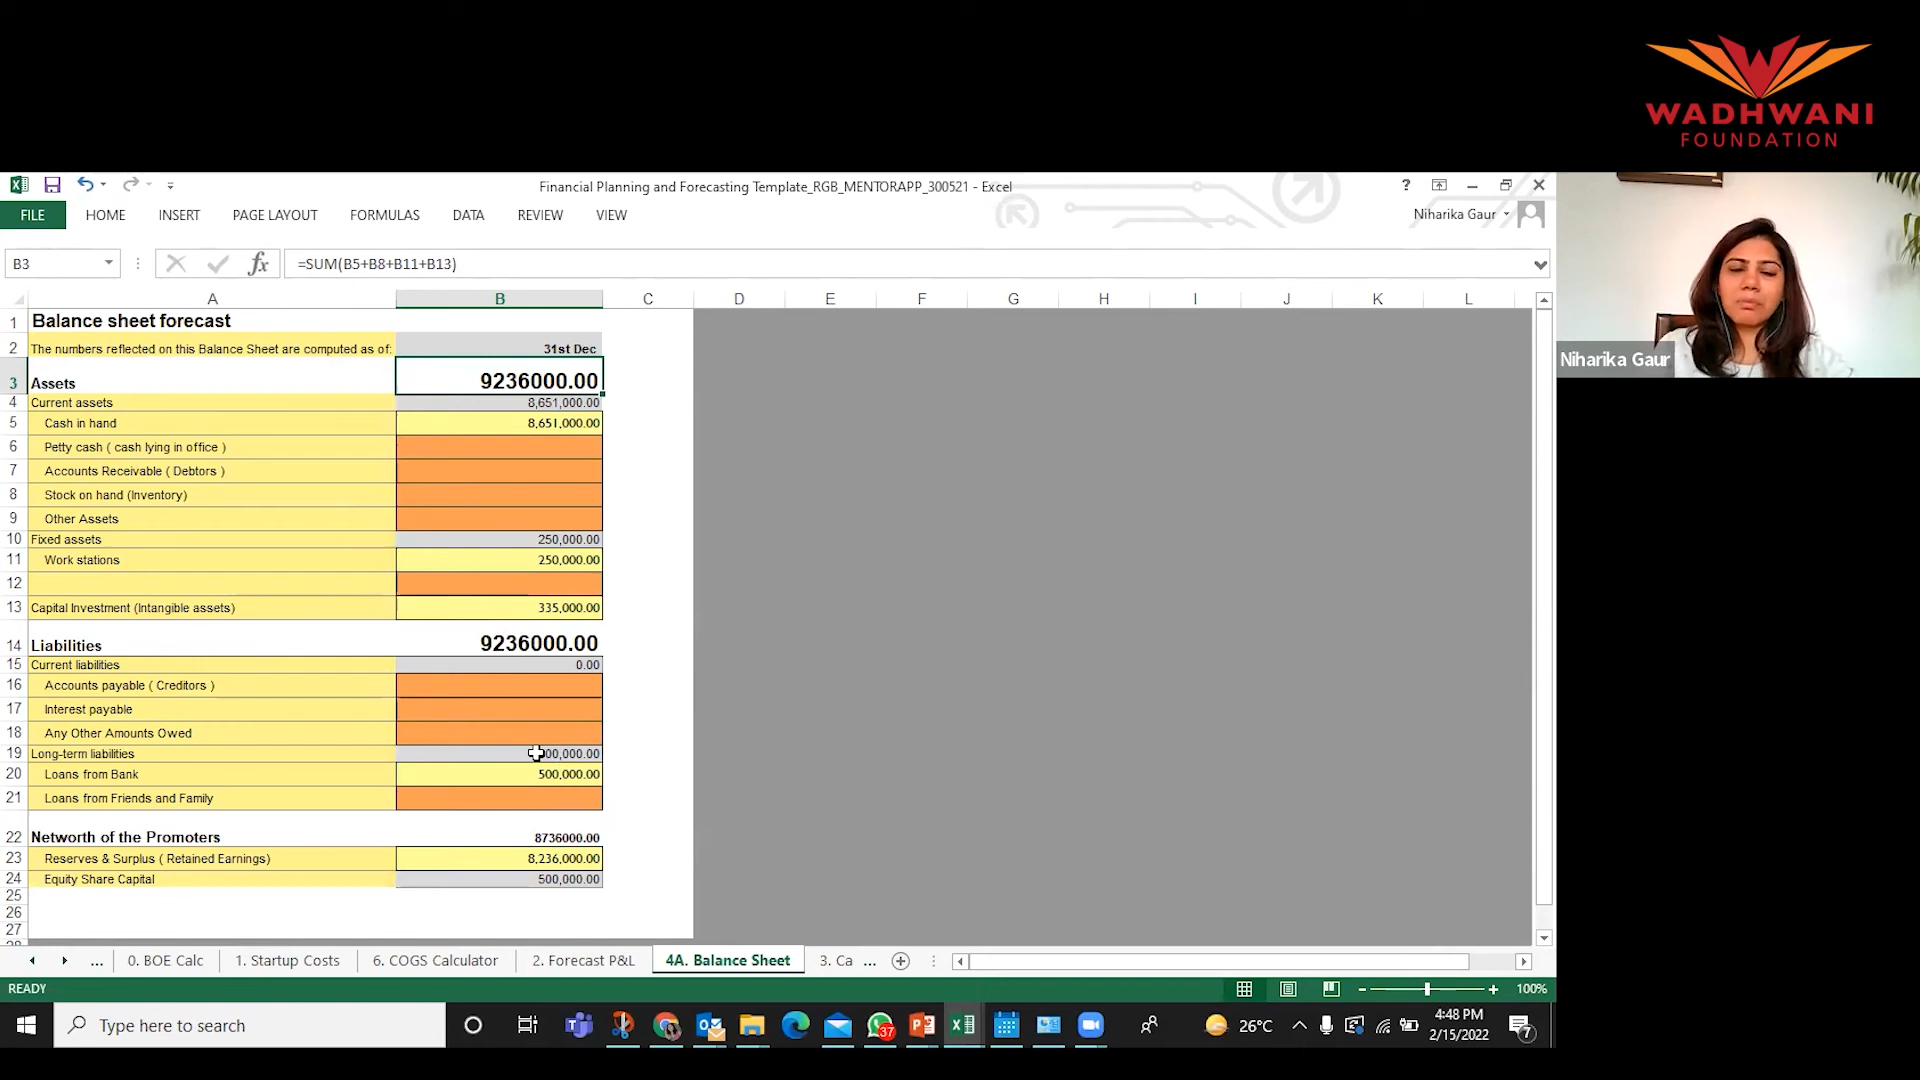 WADHWANI
FOUNDATION
Financial Planning and Forecasting Template_RGB_MENTORAPP_300521 - Excel
?
FILE HOME INSERT PAGE LAYOUT FORMULAS DATA REVIEW VIEW
Niharika Gaur
B3 fx =SUM(B5+B8+B11+B13)
A B C D E F G H I J K L
1 Balance sheet forecast
2 The numbers reflected on this Balance Sheet are computed as of: 31st Dec
3 Assets 9236000.00
4 Current assets 8,651,000.00
5 Cash in hand 8,651,000.00
6 Petty cash ( cash lying in office )
7 Accounts Receivable ( Debtors )
8 Stock on hand (Inventory)
9 Other Assets
10 Fixed assets 250,000.00
11 Work stations 250,000.00
12
13 Capital Investment (Intangible assets) 335,000.00
14 Liabilities 9236000.00
15 Current liabilities 0.00
16 Accounts payable ( Creditors )
17 Interest payable
18 Any Other Amounts Owed
19 Long-term liabilities 00,000.00
20 Loans from Bank 500,000.00
21 Loans from Friends and Family
22 Networth of the Promoters 8736000.00
23 Reserves & Surplus ( Retained Earnings) 8,236,000.00
24 Equity Share Capital 500,000.00
25
26
27
28
Niharika Gaur
... 0. BOE Calc 1. Startup Costs 6. COGS Calculator 2. Forecast P&L 4A. Balance Sheet 3. Ca ...
READY 100%
Type here to search
37
26°C
4:48 PM
2/15/2022
7